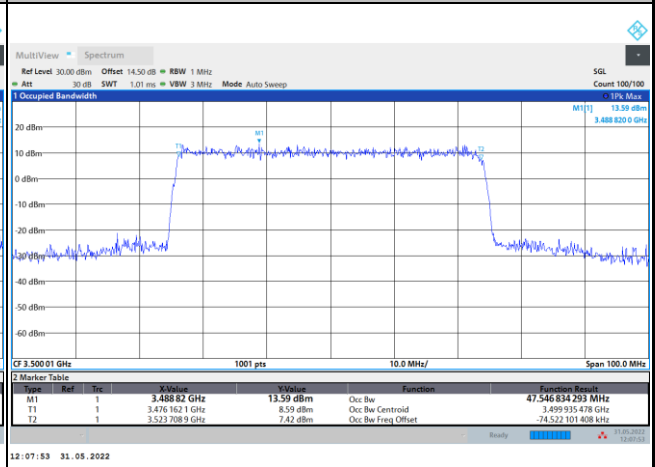 MultiView Spectrum
Ref Level 30.00 dBm Offset 14.50 dB RBW 1 MHz SGL
Att 30 dB SWT 1.01 ms VBW 3 MHz Mode Auto Sweep Count 100/100
1 Occupied Bandwidth 1Pk Max
M1[1] 13.59 dBm
3.488 820 0 GHz
20 dBm
M1
T1
T2
10 dBm
0 dBm
-10 dBm
-20 dBm
-30 dBm
-40 dBm
-50 dBm
-60 dBm
CF 3.500 01 GHz 1001 pts 10.0 MHz/ Span 100.0 MHz
2 Marker Table
Type Ref Trc X-Value Y-Value Function Function Result
M1 1 3.488 82 GHz 13.59 dBm Occ Bw 47.546 834 293 MHz
T1 1 3.476 162 1 GHz 8.59 dBm Occ Bw Centroid 3.499 935 478 GHz
T2 1 3.523 708 9 GHz 7.42 dBm Occ Bw Freq Offset -74.522 101 408 kHz
Ready 31.05.2022
12:07:53
12:07:53 31.05.2022